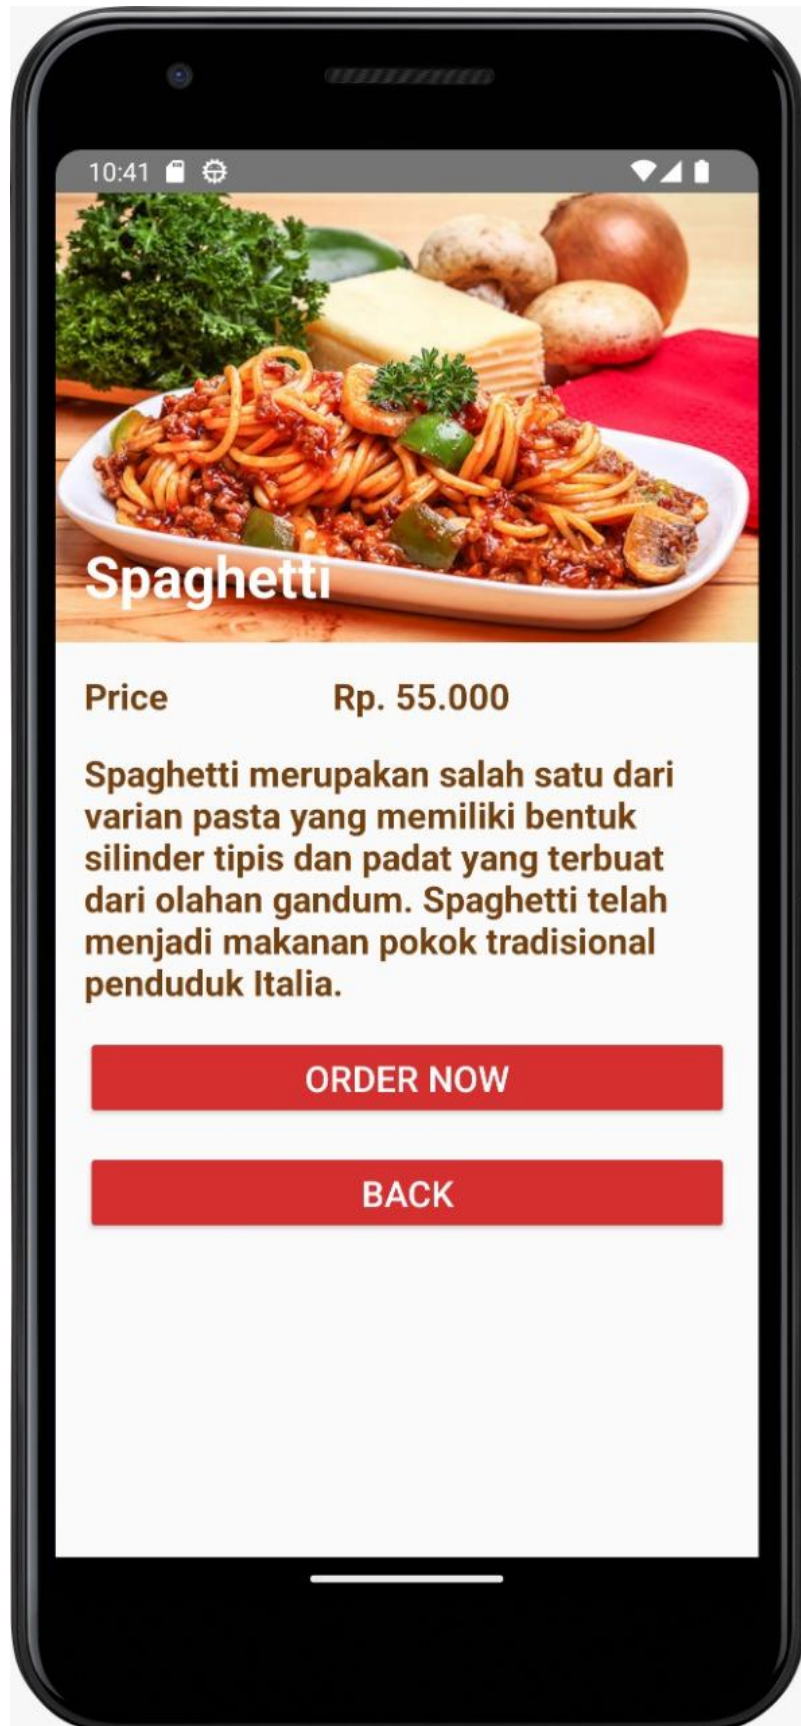 10:41
Spaghetti
Price Rp. 55.000
Spaghetti merupakan salah satu dari
varian pasta yang memiliki bentuk
silinder tipis dan padat yang terbuat
dari olahan gandum. Spaghetti telah
menjadi makanan pokok tradisional
penduduk Italia.
ORDER NOW
BACK